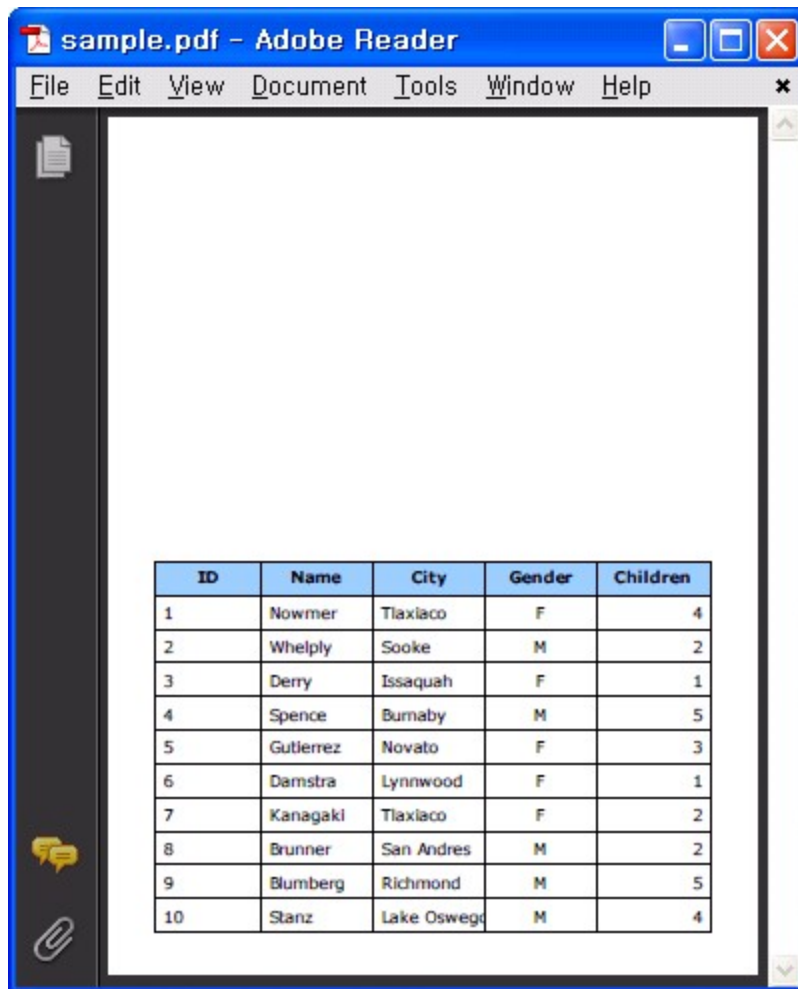 sample.pdf - Adobe Reader
File Edit View Document Tools Window Help
ID Name City Gender Children
1 Nowmer Tlaxiaco F 4
2 Whelply Sooke M 2
3 Derry Issaquah F 1
4 Spence Burnaby M 5
5 Gutierrez Novato F 3
6 Damstra Lynnwood F 1
7 Kanagaki Tlaxiaco F 2
8 Brunner San Andres M 2
9 Blumberg Richmond M 5
10 Stanz Lake Oswego M 4